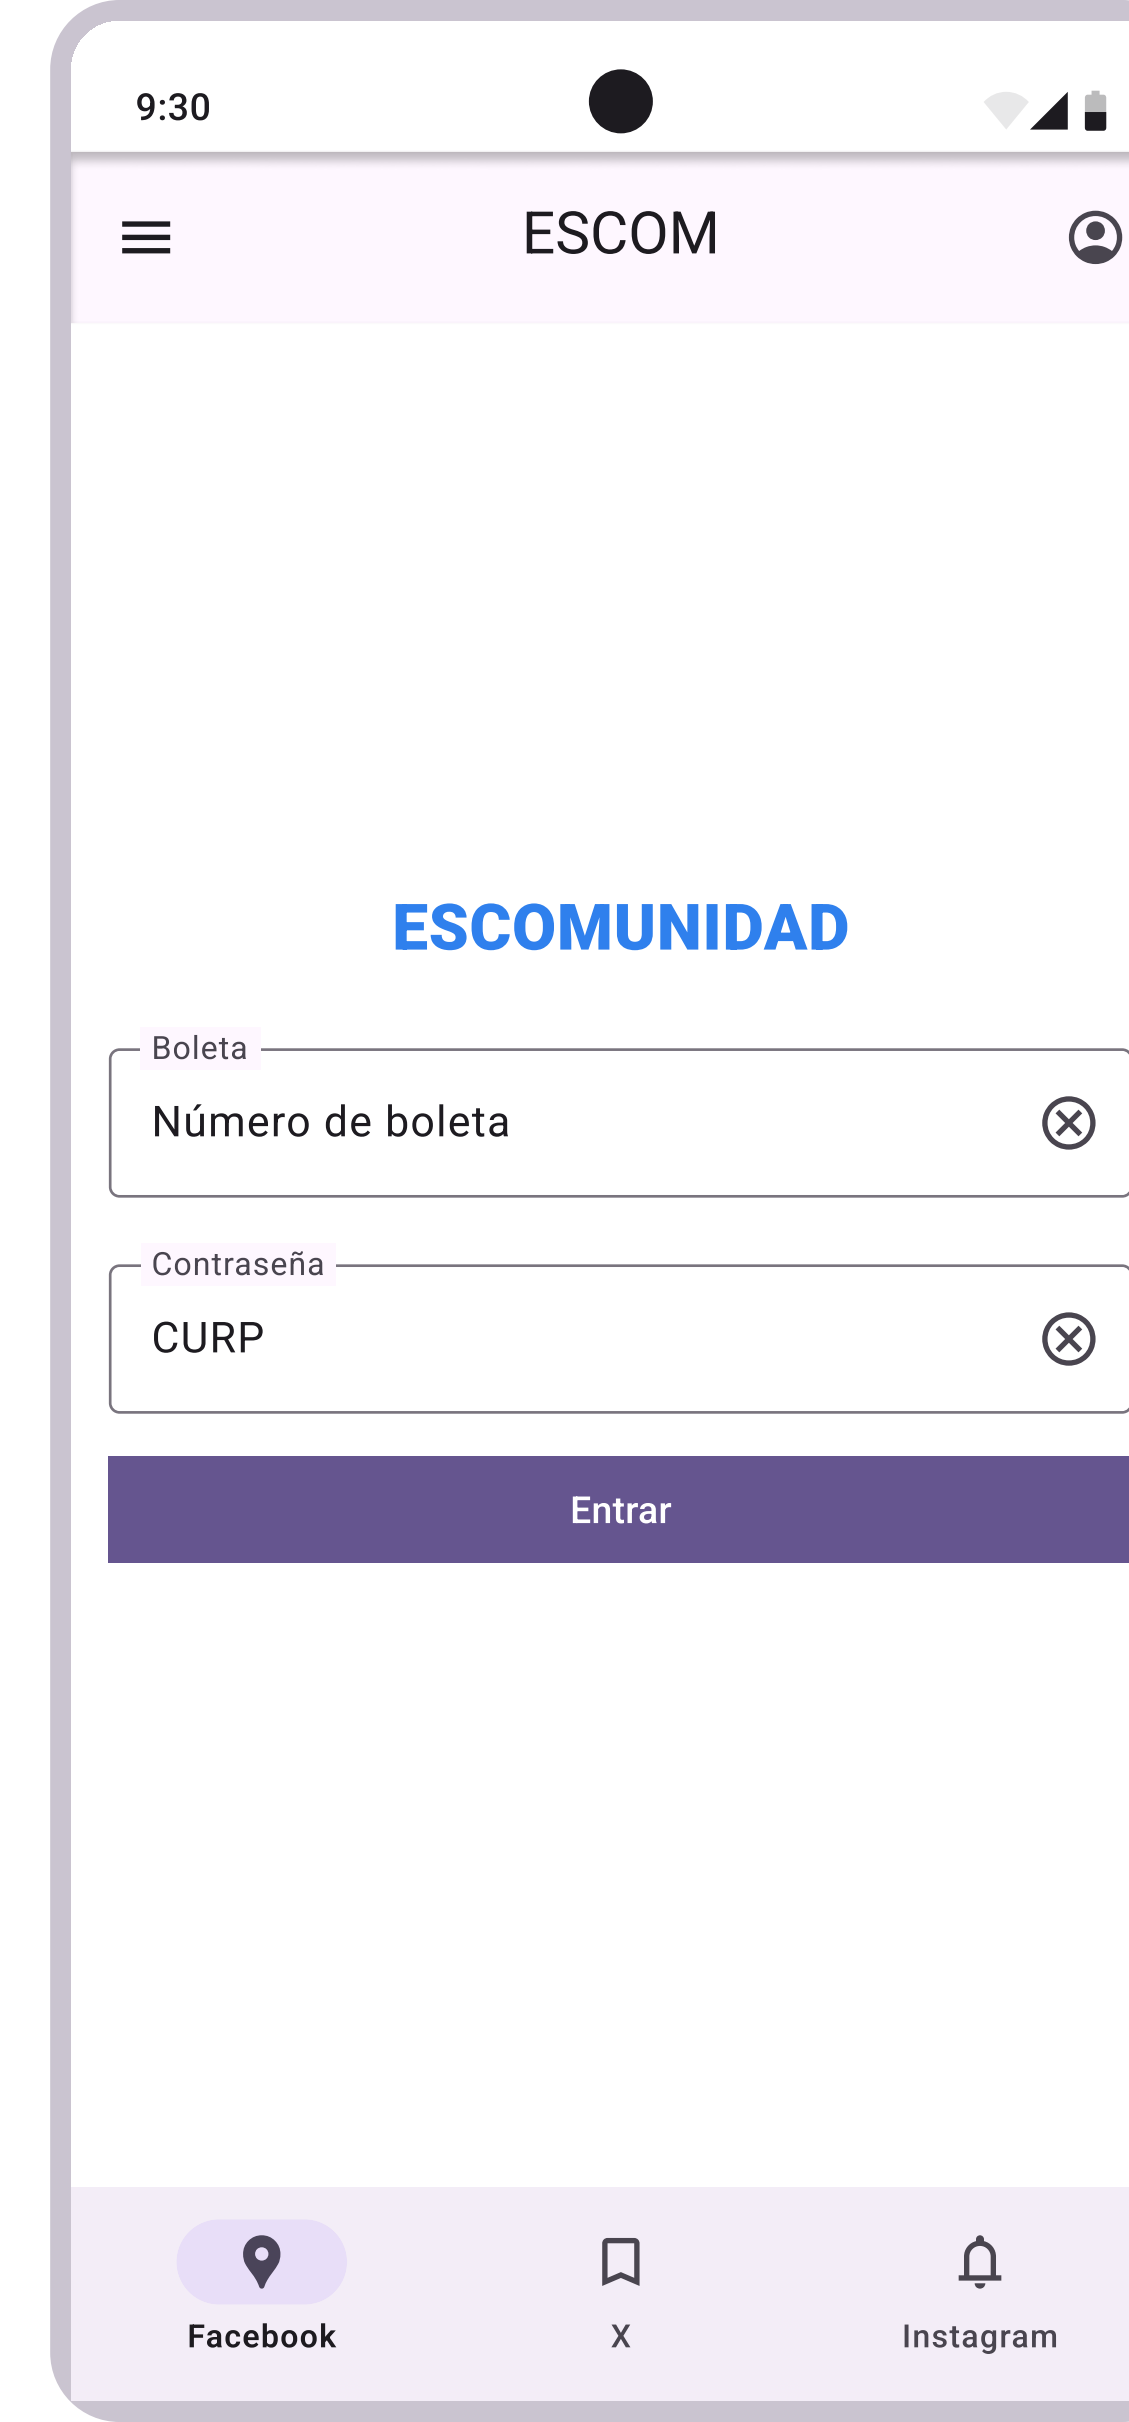 9:30
ESCOM
ESCOMUNIDAD
Boleta
Número de boleta
Contraseña
CURP
Entrar
Facebook
X
Instagram